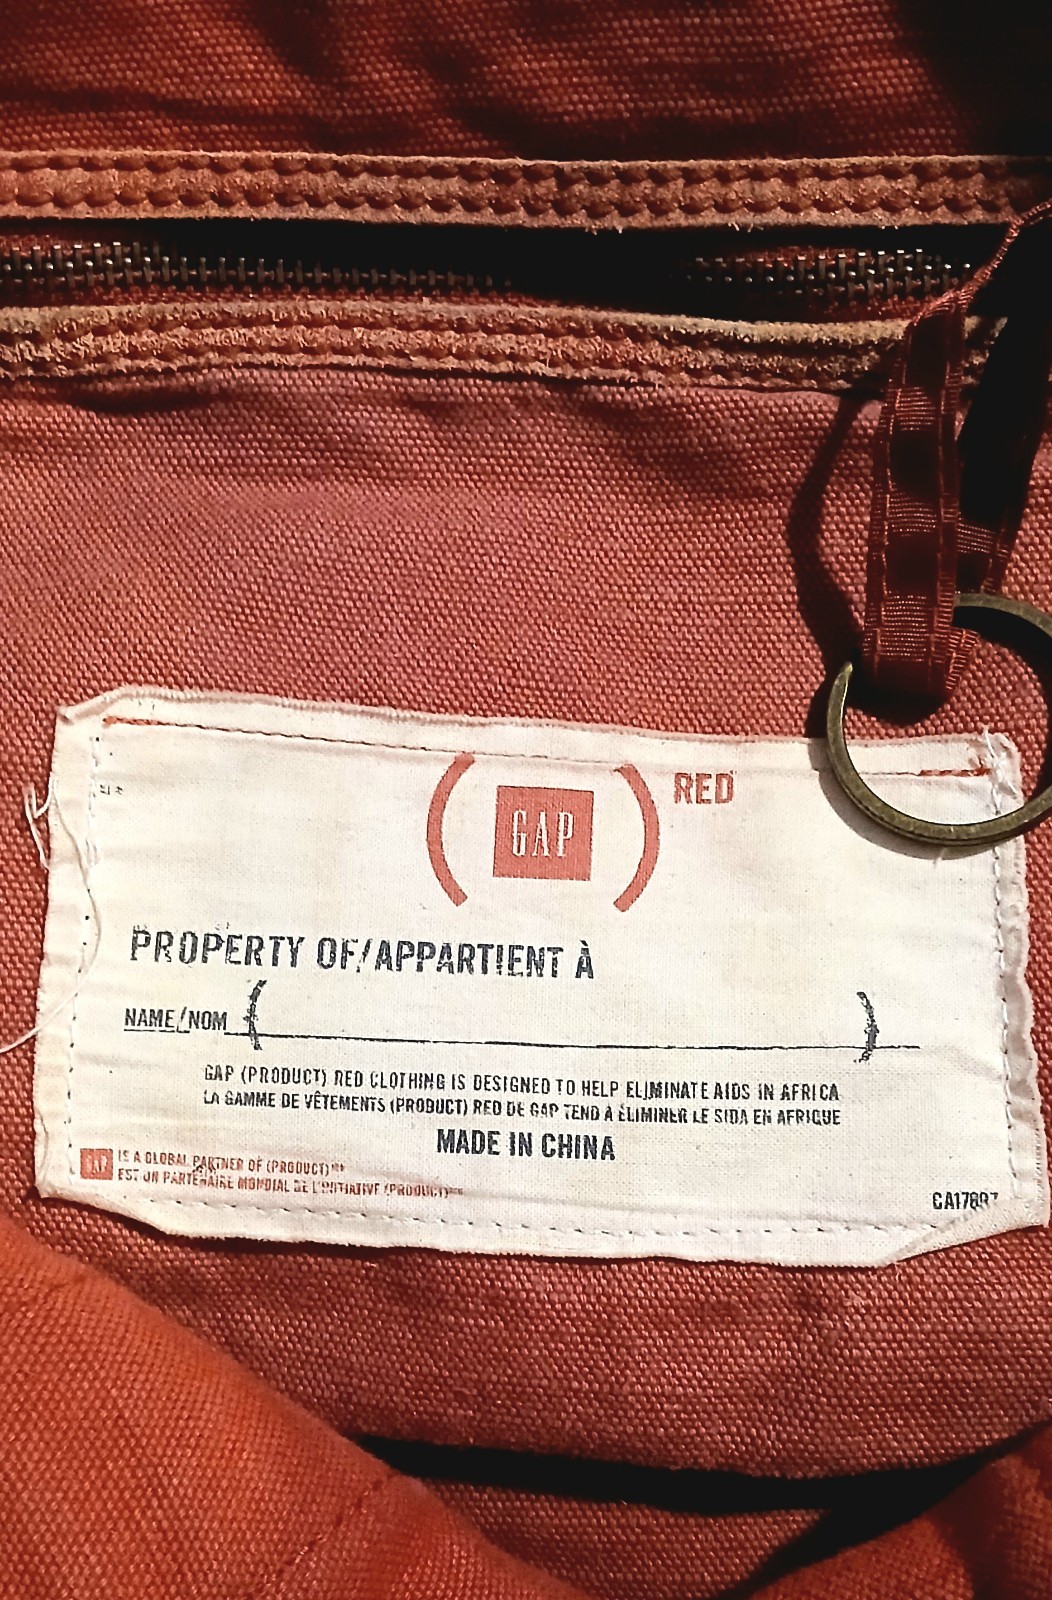 (GAP) RED
PROPERTY OF/APPARTIENT À
NAME/NOM ( )
GAP (PRODUCT) RED CLOTHING IS DESIGNED TO HELP ELIMINATE AIDS IN AFRICA
LA GAMME DE VÊTEMENTS (PRODUCT) RED DE GAP TEND À ÉLIMINER LE SIDA EN AFRIQUE
MADE IN CHINA
GAP IS A GLOBAL PARTNER OF (PRODUCT)
EST UN PARTENAIRE MONDIAL DE L'INITIATIVE (PRODUCT)
CA17897